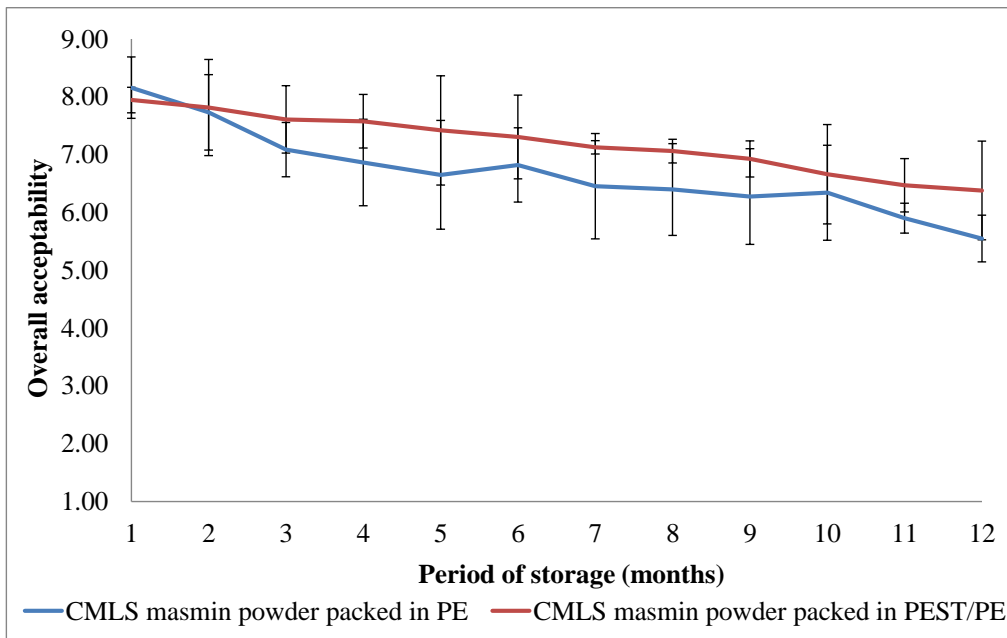 9.00
8.00
7.00
6.00
5.00
4.00
3.00
2.00
1.00
Overall acceptability
1 2 3 4 5 6 7 8 9 10 11 12
Period of storage (months)
CMLS masmin powder packed in PE CMLS masmin powder packed in PEST/PE